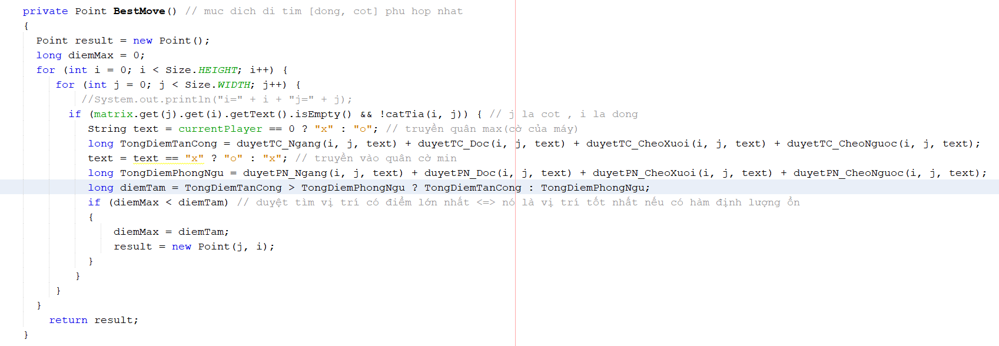 private Point BestMove() // muc dich di tim [dong, cot] phu hop nhat
{
Point result = new Point();
long diemMax = 0;
for (int i = 0; i < Size.HEIGHT; i++) {
for (int j = 0; j < Size.WIDTH; j++) {
//System.out.println("i=" + i + "j=" + j);
if (matrix.get(j).get(i).getText().isEmpty() && !catTia(i, j)) { // j la cot , i la dong
String text = currentPlayer == 0 ? "x" : "o"; // truyền quân max(cờ của máy)
long TongDiemTanCong = duyetTC_Ngang(i, j, text) + duyetTC_Doc(i, j, text) + duyetTC_CheoXuoi(i, j, text) + duyetTC_CheoNguoc(i, j, text);
text = text == "x" ? "o" : "x"; // truyền vào quân cờ min
long TongDiemPhongNgu = duyetPN_Ngang(i, j, text) + duyetPN_Doc(i, j, text) + duyetPN_CheoXuoi(i, j, text) + duyetPN_CheoNguoc(i, j, text);
long diemTam = TongDiemTanCong > TongDiemPhongNgu ? TongDiemTanCong : TongDiemPhongNgu;
if (diemMax < diemTam) // duyệt tìm vị trí có điểm lớn nhất <=> nó là vị trí tốt nhất nếu có hàm định lượng ổn
{
diemMax = diemTam;
result = new Point(j, i);
}
}
}
}
return result;
}